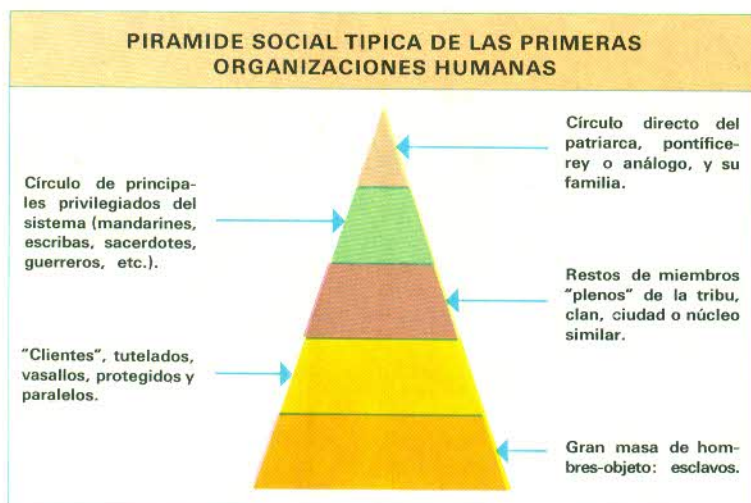 PIRAMIDE SOCIAL TIPICA DE LAS PRIMERAS
ORGANIZACIONES HUMANAS
Círculo directo del
patriarca, pontífice-
rey o análogo, y su
familia.
Círculo de principa-
les privilegiados del
sistema (mandarines,
escribas, sacerdotes,
guerreros, etc.).
Restos de miembros
"plenos" de la tribu,
clan, ciudad o núcleo
similar.
"Clientes", tutelados,
vasallos, protegidos y
paralelos.
Gran masa de hom-
bres-objeto: esclavos.